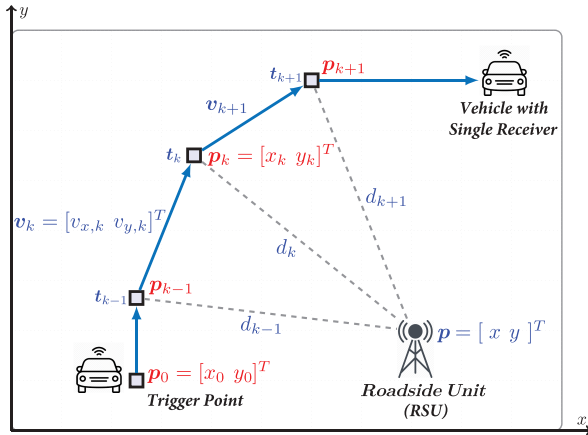 y
t_{k+1}
p_{k+1}
Vehicle with
Single Receiver
v_{k+1}
t_k
p_k = [x_k y_k]^T
d_{k+1}
v_k = [v_{x,k} v_{y,k}]^T
d_k
p_{k-1}
t_{k-1}
d_{k-1}
p = [ x y ]^T
p_0 = [x_0 y_0]^T
Trigger Point
Roadside Unit
(RSU)
x